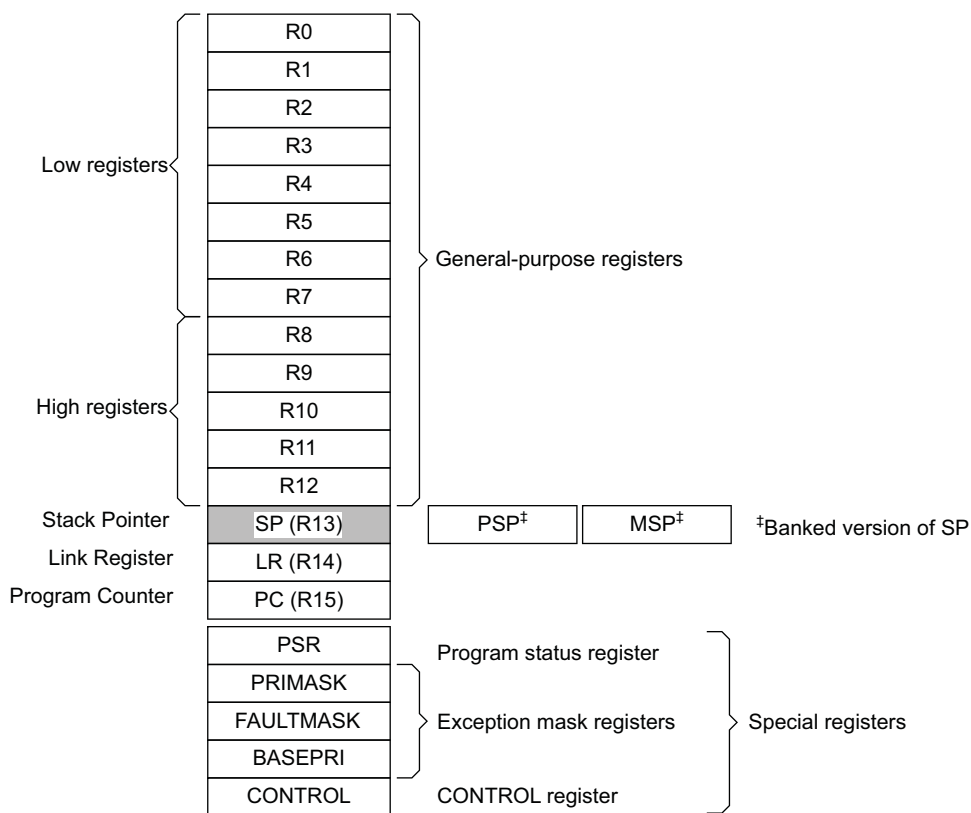 R0
R1
R2
R3
Low registers
R4
R5
R6
General-purpose registers
R7
R8
R9
High registers
R10
R11
R12
Stack Pointer
SP (R13)
PSP‡
MSP‡
‡Banked version of SP
Link Register
LR (R14)
Program Counter
PC (R15)
PSR
Program status register
PRIMASK
FAULTMASK
Exception mask registers
Special registers
BASEPRI
CONTROL
CONTROL register